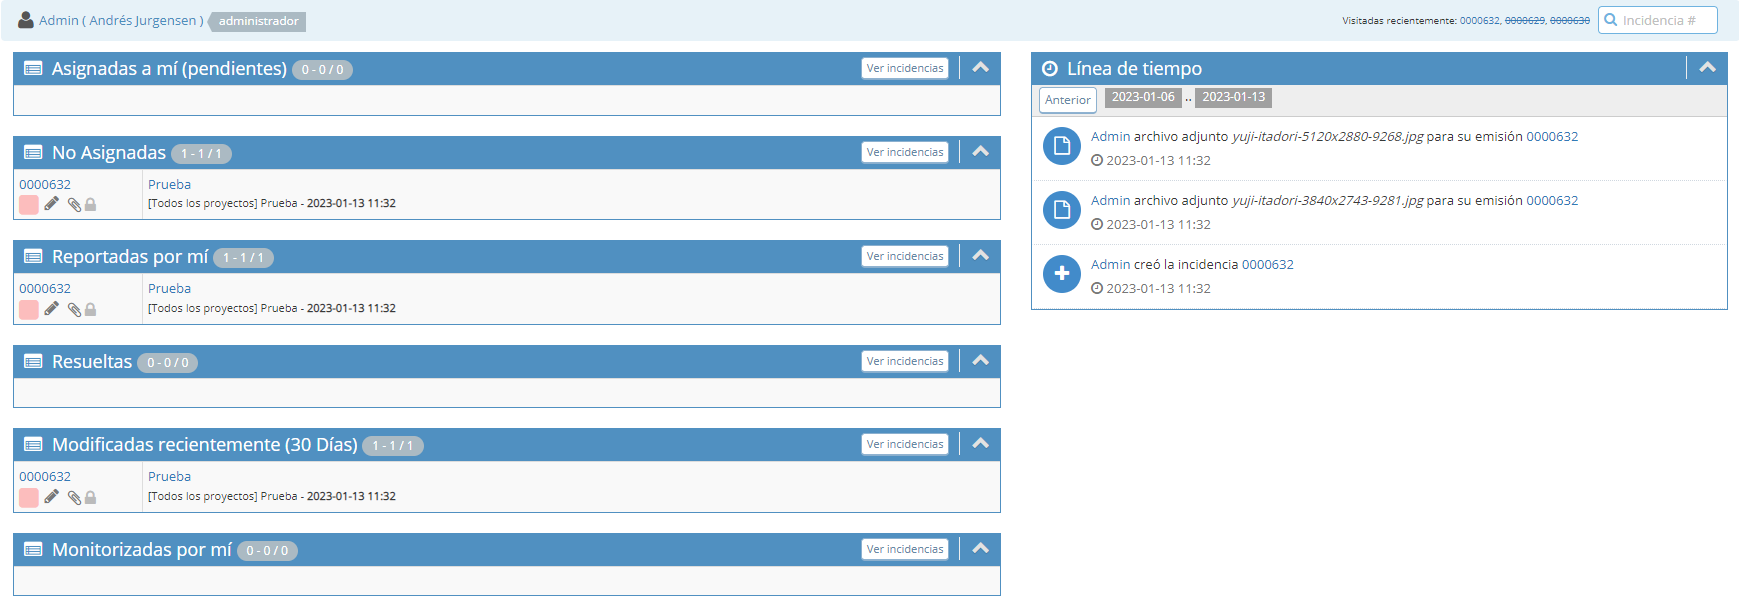 Admin ( Andrés Jurgensen ) administrador
Visitadas recientemente: 0000632, 0000629, 0000630
Incidencia #
Asignadas a mí (pendientes) 0 - 0 / 0 Ver incidencias
No Asignadas 1 - 1 / 1 Ver incidencias
0000632 Prueba
[Todos los proyectos] Prueba - 2023-01-13 11:32
Reportadas por mí 1 - 1 / 1 Ver incidencias
0000632 Prueba
[Todos los proyectos] Prueba - 2023-01-13 11:32
Resueltas 0 - 0 / 0 Ver incidencias
Modificadas recientemente (30 Días) 1 - 1 / 1 Ver incidencias
0000632 Prueba
[Todos los proyectos] Prueba - 2023-01-13 11:32
Monitorizadas por mí 0 - 0 / 0 Ver incidencias
Línea de tiempo
Anterior 2023-01-06 .. 2023-01-13
Admin archivo adjunto yuji-itadori-5120x2880-9268.jpg para su emisión 0000632
2023-01-13 11:32
Admin archivo adjunto yuji-itadori-3840x2743-9281.jpg para su emisión 0000632
2023-01-13 11:32
Admin creó la incidencia 0000632
2023-01-13 11:32